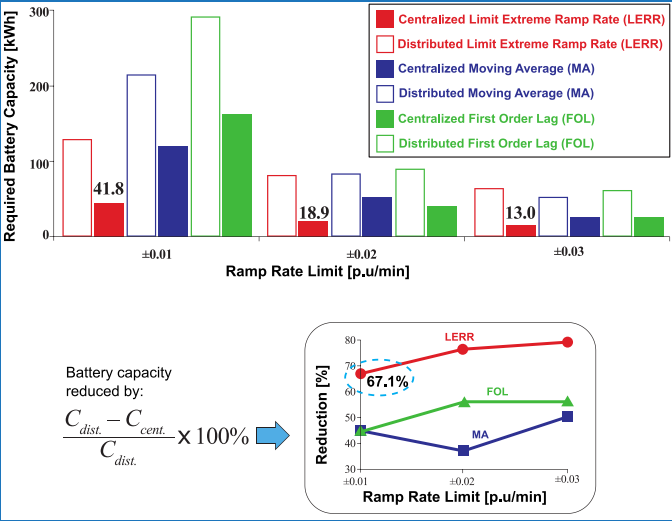 Required Battery Capacity [kWh]
300
200
100
0
Centralized Limit Extreme Ramp Rate (LERR)
Distributed Limit Extreme Ramp Rate (LERR)
Centralized Moving Average (MA)
Distributed Moving Average (MA)
Centralized First Order Lag (FOL)
Distributed First Order Lag (FOL)
41.8
18.9
13.0
±0.01
±0.02
±0.03
Ramp Rate Limit [p.u/min]
Battery capacity
reduced by:
C dist. – C cent.
C dist.
x 100%
Reduction [%]
80
70
60
50
40
30
LERR
67.1%
FOL
MA
±0.01
±0.02
±0.03
Ramp Rate Limit [p.u/min]